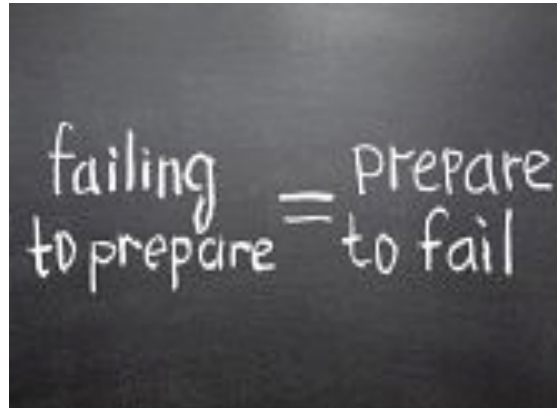 failing
to prepare
=
prepare
to fail